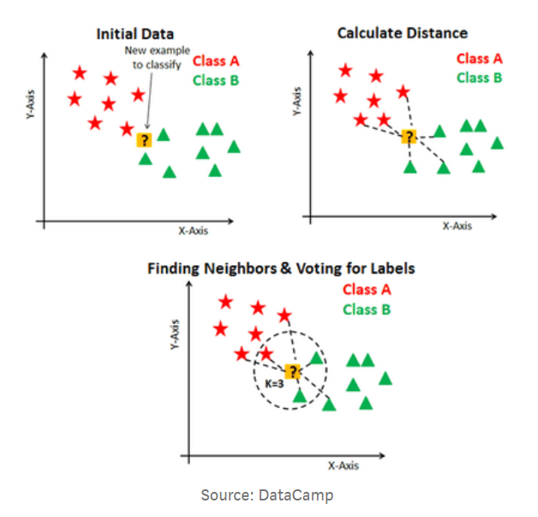 Initial Data
New example
to classify
Class A
Class B
?
Y-Axis
X-Axis
Calculate Distance
Class A
Class B
?
Y-Axis
X-Axis
Finding Neighbors & Voting for Labels
Class A
Class B
?
K=3
Y-Axis
X-Axis
Source: DataCamp